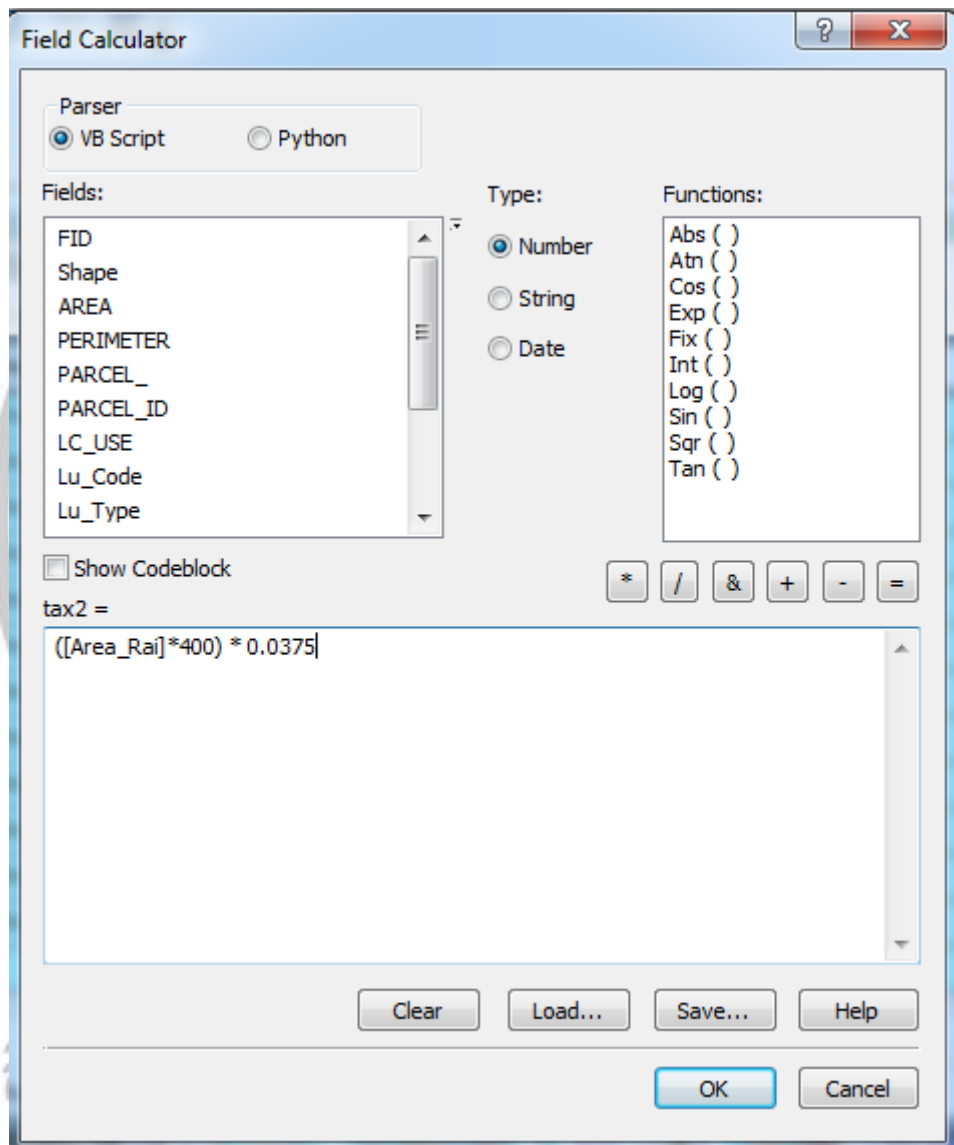 Field Calculator
Parser
VB Script Python
Fields:
FID
Shape
AREA
PERIMETER
PARCEL_
PARCEL_ID
LC_USE
Lu_Code
Lu_Type
Type:
Number
String
Date
Functions:
Abs ( )
Atn ( )
Cos ( )
Exp ( )
Fix ( )
Int ( )
Log ( )
Sin ( )
Sqr ( )
Tan ( )
Show Codeblock
* / & + - =
tax2 =
([Area_Rai]*400) * 0.0375
Clear Load... Save... Help
OK Cancel